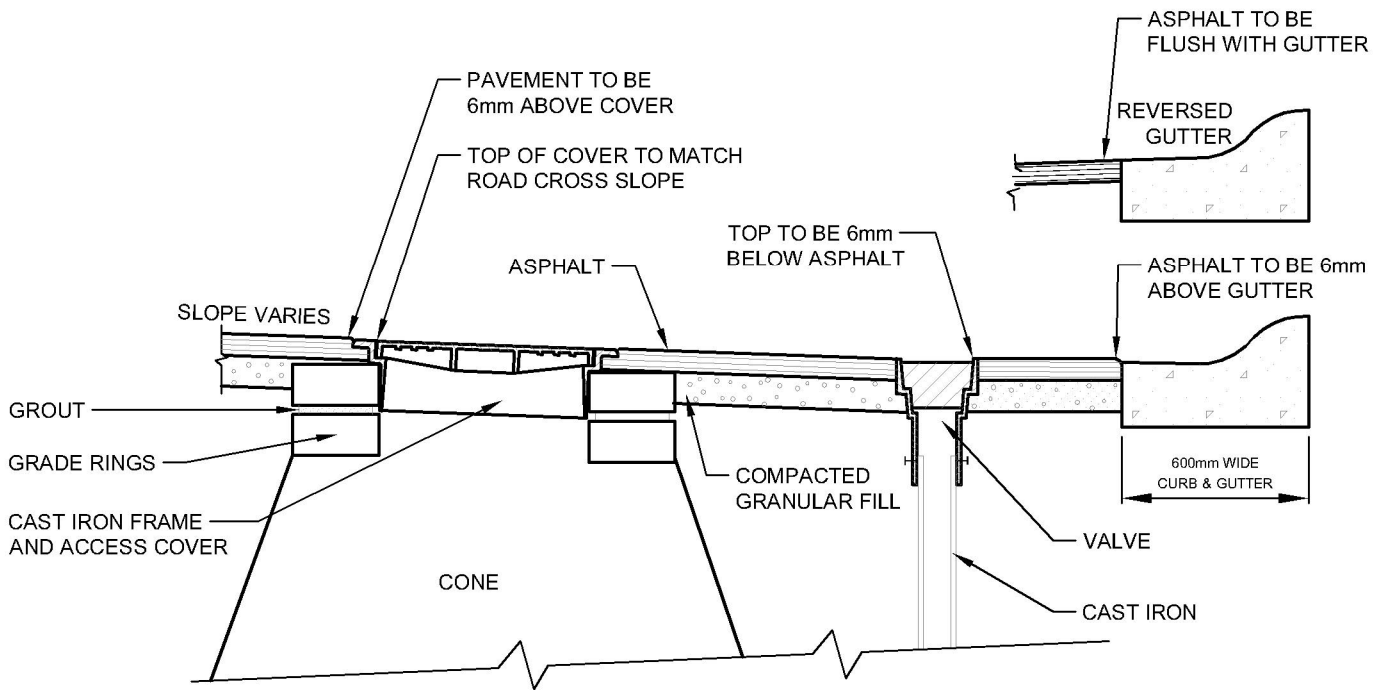 ASPHALT TO BE
FLUSH WITH GUTTER
PAVEMENT TO BE
6mm ABOVE COVER
REVERSED
GUTTER
TOP OF COVER TO MATCH
ROAD CROSS SLOPE
TOP TO BE 6mm
BELOW ASPHALT
ASPHALT
ASPHALT TO BE 6mm
ABOVE GUTTER
SLOPE VARIES
GROUT
GRADE RINGS
COMPACTED
GRANULAR FILL
600mm WIDE
CURB & GUTTER
CAST IRON FRAME
AND ACCESS COVER
VALVE
CONE
CAST IRON